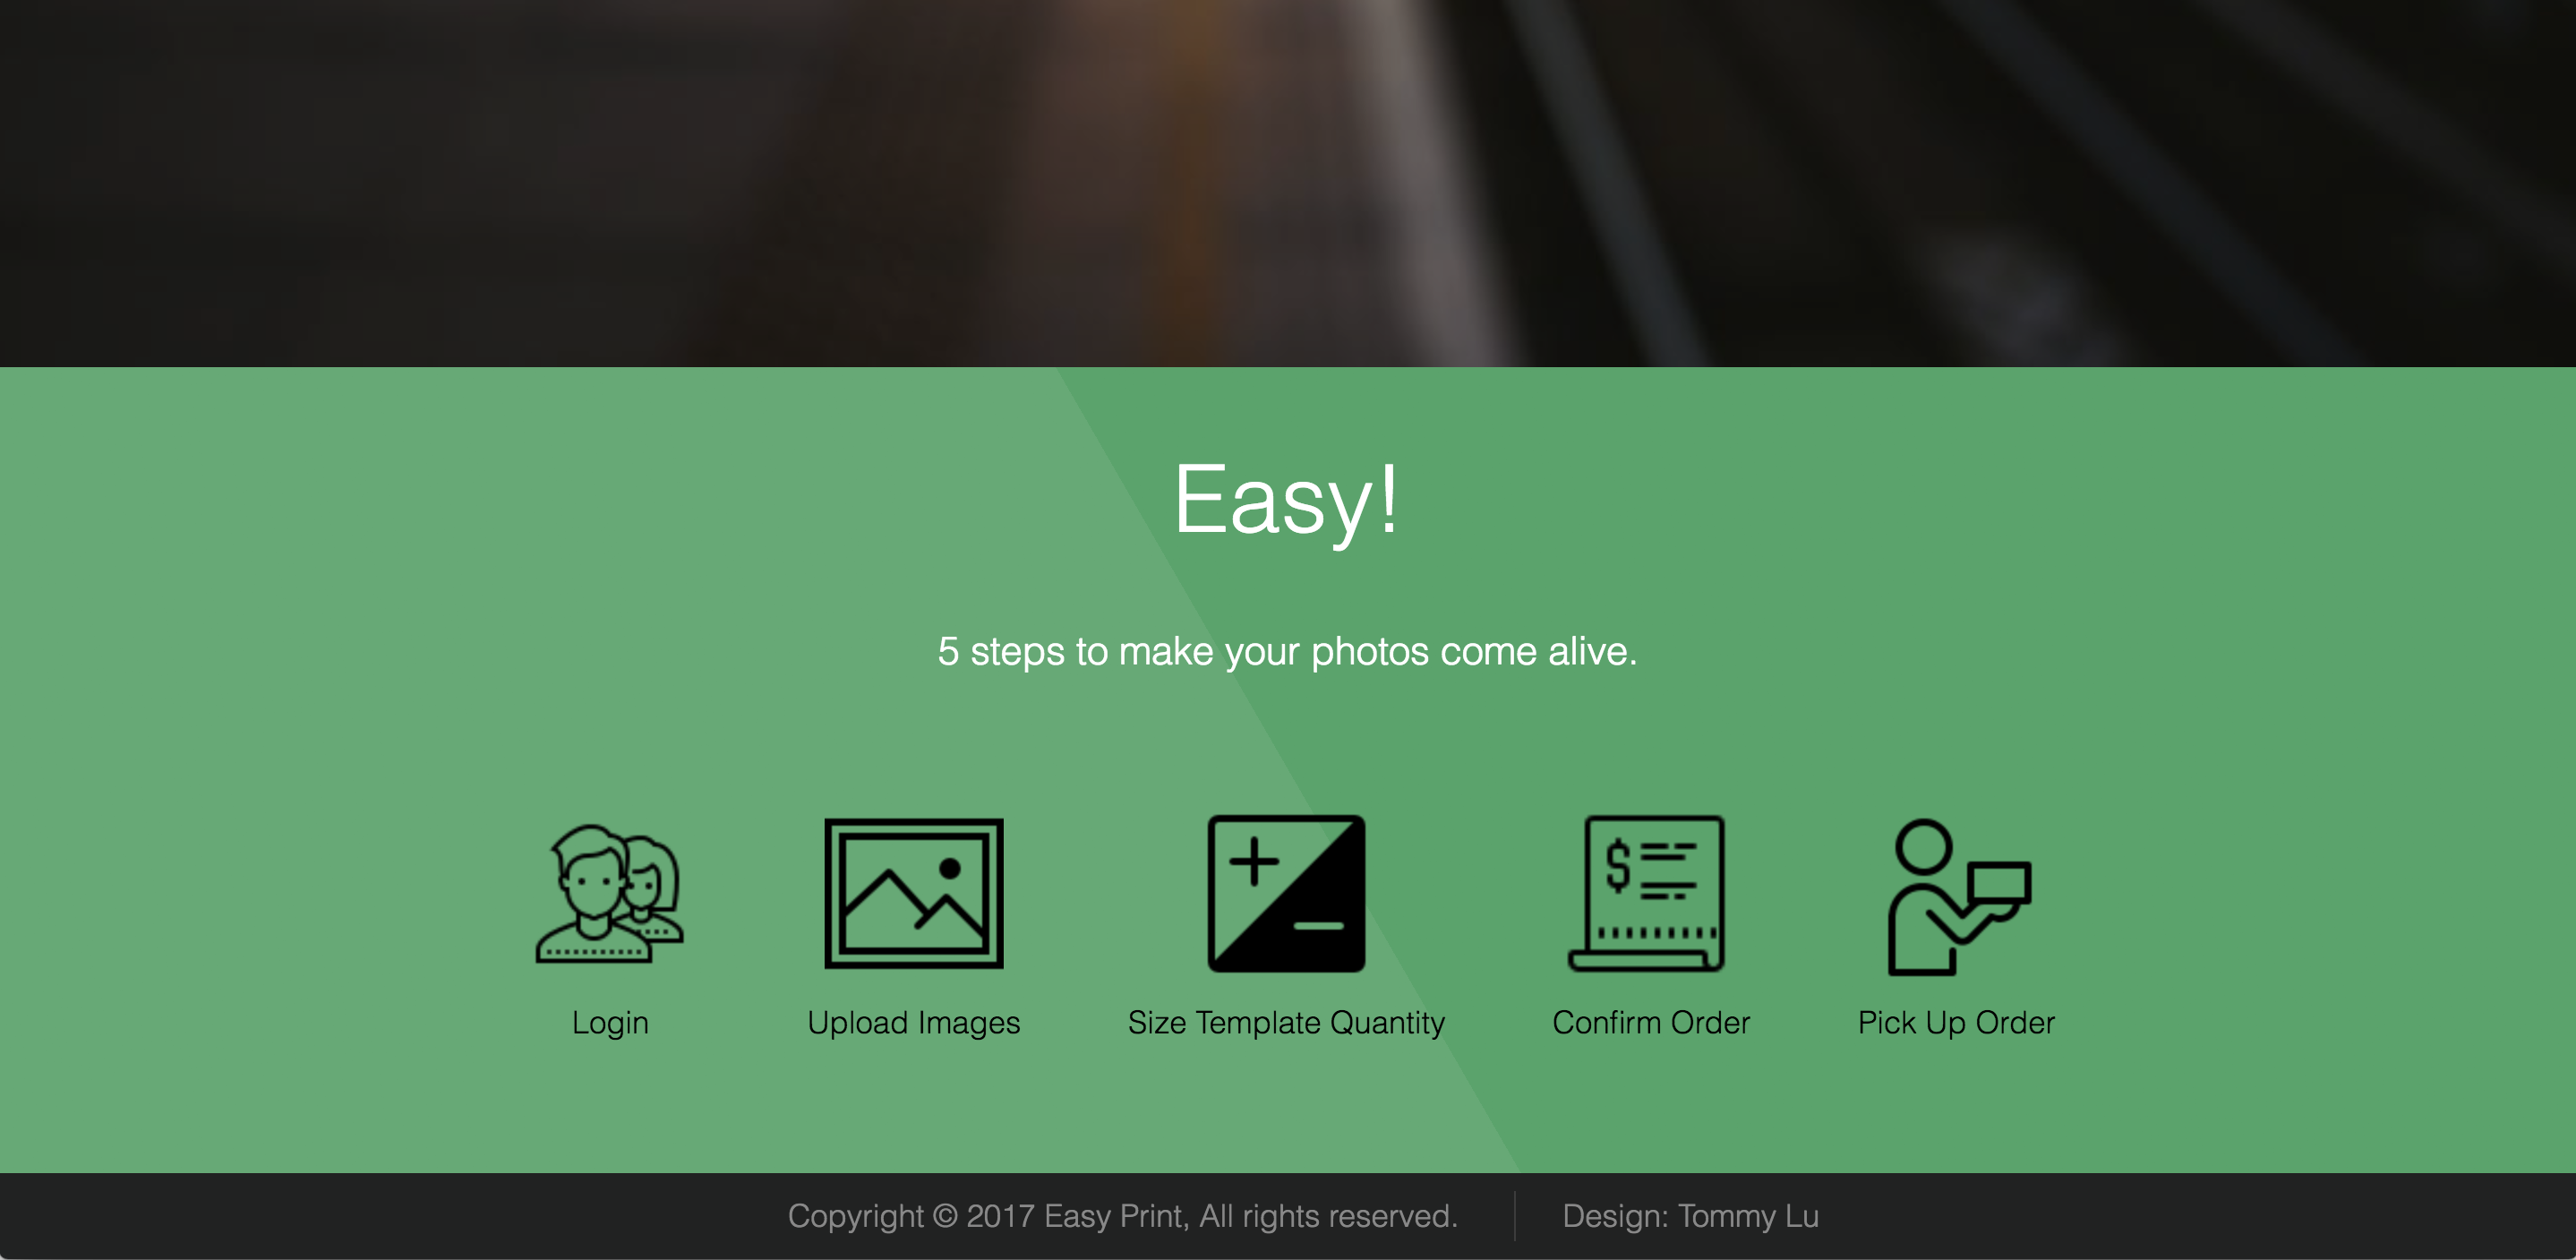 Easy!
5 steps to make your photos come alive.
Login
Upload Images
Size Template Quantity
Confirm Order
Pick Up Order
Copyright © 2017 Easy Print, All rights reserved.
Design: Tommy Lu